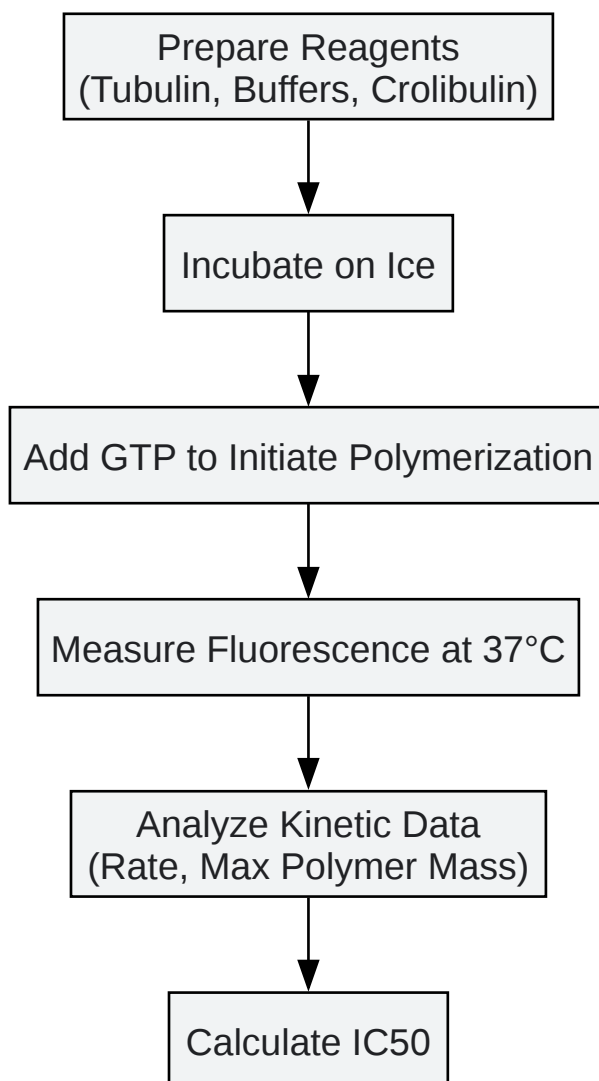 Prepare Reagents
(Tubulin, Buffers, Crolibulin)
Incubate on Ice
Add GTP to Initiate Polymerization
Measure Fluorescence at 37°C
Analyze Kinetic Data
(Rate, Max Polymer Mass)
Calculate IC50